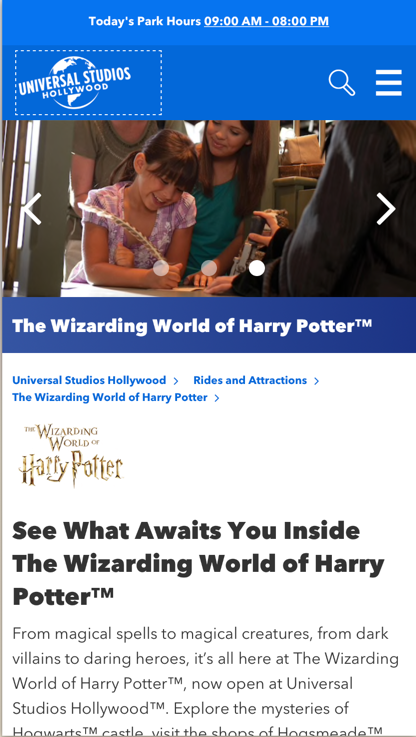 Today's Park Hours 09:00 AM - 08:00 PM
UNIVERSAL STUDIOS
HOLLYWOOD
The Wizarding World of Harry Potter™
Universal Studios Hollywood > Rides and Attractions >
The Wizarding World of Harry Potter >
THE WIZARDING
WORLD OF
Harry Potter
See What Awaits You Inside
The Wizarding World of Harry
Potter™
From magical spells to magical creatures, from dark
villains to daring heroes, it's all here at The Wizarding
World of Harry Potter™, now open at Universal
Studios Hollywood™. Explore the mysteries of
Hogwarts™ castle, visit the shops of Hogsmeade™